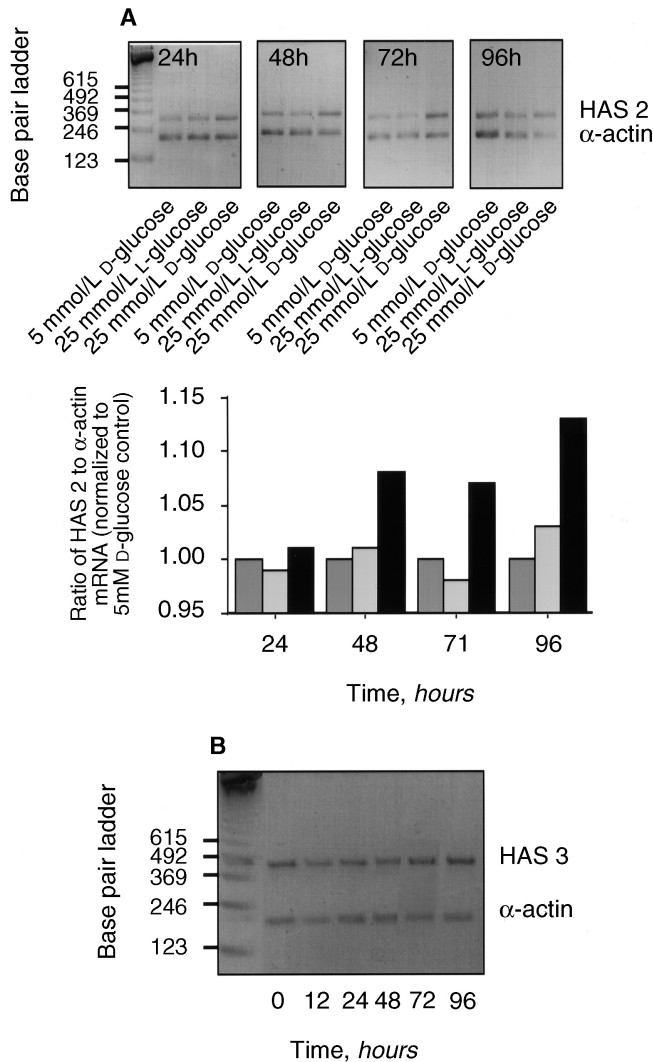 A
Base pair ladder
615
492
369
246
123
24h
48h
72h
96h
HAS 2
α-actin
5 mmol/L D-glucose
25 mmol/L L-glucose
25 mmol/L D-glucose
5 mmol/L D-glucose
25 mmol/L L-glucose
25 mmol/L D-glucose
5 mmol/L D-glucose
25 mmol/L L-glucose
25 mmol/L D-glucose
5 mmol/L D-glucose
25 mmol/L L-glucose
25 mmol/L D-glucose
Ratio of HAS 2 to α-actin
mRNA (normalized to
5mM D-glucose control)
1.15
1.10
1.05
1.00
0.95
24 48 71 96
Time, hours
B
Base pair ladder
615
492
369
246
123
HAS 3
α-actin
0 12 24 48 72 96
Time, hours